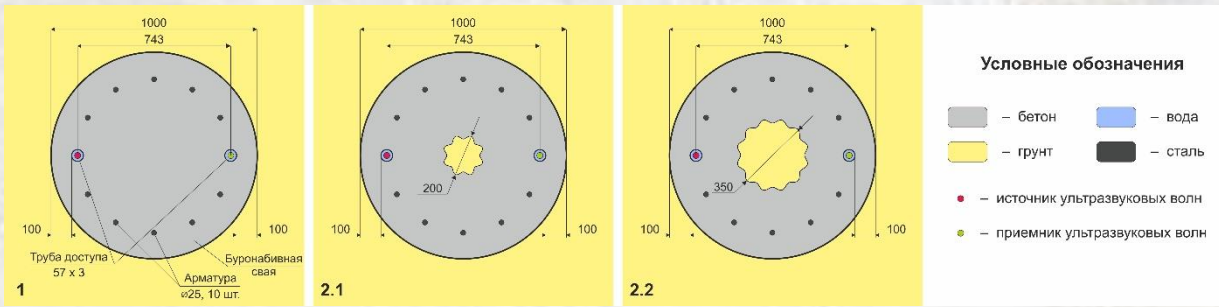 1000
743
100
100
Труба доступа
57 x 3
Арматура
⌀25, 10 шт.
Буронабивная
свая
1
1000
743
200
100
100
2.1
1000
743
350
100
100
2.2
Условные обозначения
– бетон
– вода
– грунт
– сталь
– источник ультразвуковых волн
– приемник ультразвуковых волн